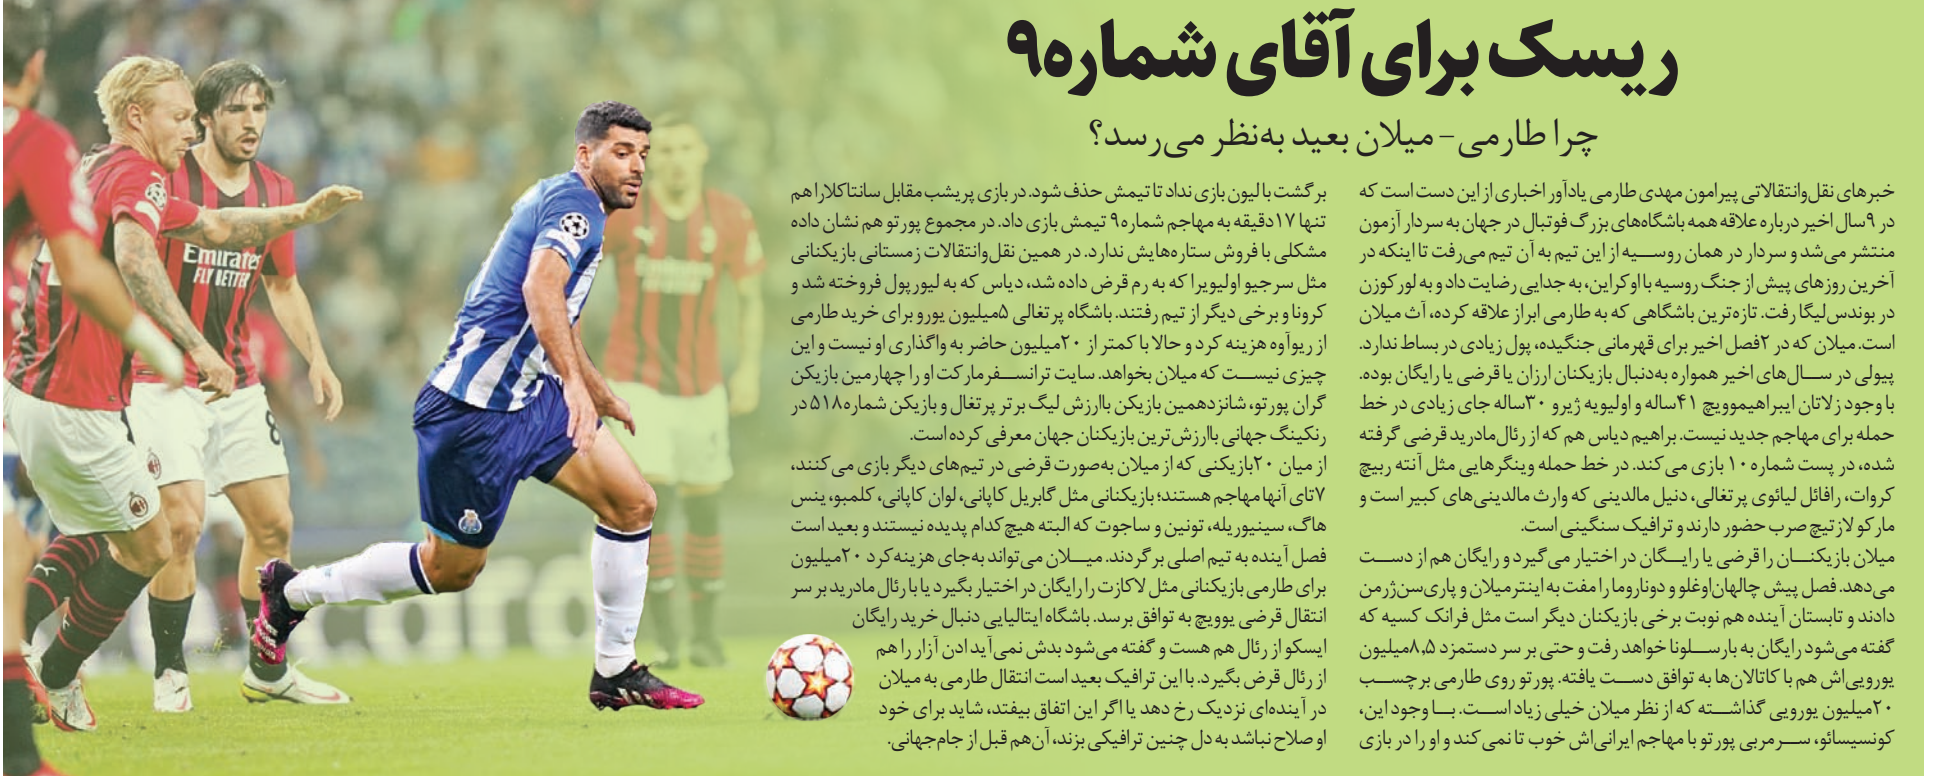 ریسک برای آقای شماره۹
چرا طارمی- میلان بعید به‌نظر می‌رسد؟
خبرهای نقل‌وانتقالاتی پیرامون مهدی طارمی یادآور اخباری از این دست است که
در ۹سال اخیر درباره علاقه همه باشگاه‌های بزرگ فوتبال در جهان به سردار آزمون
منتشر می‌شد و سردار در همان روسیه از این تیم به آن تیم می‌رفت تا اینکه در
آخرین روزهای پیش از جنگ روسیه با اوکراین، به جدایی رضایت داد و به لورکوزن
در بوندس‌لیگا رفت. تازه‌ترین باشگاهی که به طارمی ابراز علاقه کرده، آث میلان
است. میلان که در ۲فصل اخیر برای قهرمانی جنگیده، پول زیادی در بساط ندارد.
پیولی در سال‌های اخیر همواره به‌دنبال بازیکنان ارزان یا قرضی یا رایگان بوده.
با وجود زلاتان ایبراهیموویچ ۴۱ساله و اولیویه ژیرو ۳۰ساله جای زیادی در خط
حمله برای مهاجم جدید نیست. براهیم دیاس هم که از رئال‌مادرید قرضی گرفته
شده، در پست شماره۱۰ بازی می‌کند. در خط حمله وینگرهایی مثل آنته ربیچ
کروات، رافائل لیائوی پرتغالی، دنیل مالدینی که وارث مالدینی‌های کبیر است و
مارکو لازتیچ صرب حضور دارند و ترافیک سنگینی است.
میلان بازیکنان را قرضی یا رایگان در اختیار می‌گیرد و رایگان هم از دست
می‌دهد. فصل پیش چالهان‌اوغلو و دوناروما را مفت به اینترمیلان و پاری‌سن‌ژرمن
دادند و تابستان آینده هم نوبت برخی بازیکنان دیگر است مثل فرانک کسیه که
گفته می‌شود رایگان به بارسلونا خواهد رفت و حتی بر سر دستمزد ۸٫۵میلیون
یورویی‌اش هم با کاتالان‌ها به توافق دست یافته. پورتو روی طارمی برچسب
۲۰میلیون یورویی گذاشته که از نظر میلان خیلی زیاد است. با وجود این،
کونسیسائو، سرمربی پورتو با مهاجم ایرانی‌اش خوب تا نمی‌کند و او را در بازی
برگشت با لیون بازی نداد تا تیمش حذف شود. در بازی پریشب مقابل سانتاکلارا هم
تنها ۱۷دقیقه به مهاجم شماره۹ تیمش بازی داد. در مجموع پورتو هم نشان داده
مشکلی با فروش ستاره‌هایش ندارد. در همین نقل‌وانتقالات زمستانی بازیکنانی
مثل سرجیو اولیویرا که به رم قرض داده شد، دیاس که به لیورپول فروخته شد و
کرونا و برخی دیگر از تیم رفتند. باشگاه پرتغالی ۵میلیون یورو برای خرید طارمی
از ریوآوه هزینه کرد و حالا با کمتر از ۲۰میلیون حاضر به واگذاری او نیست و این
چیزی نیست که میلان بخواهد. سایت ترانسفرمارکت او را چهارمین بازیکن
گران پورتو، شانزدهمین بازیکن باارزش لیگ برتر پرتغال و بازیکن شماره۵۱۸ در
رنکینگ جهانی باارزش‌ترین بازیکنان جهان معرفی کرده است.
از میان ۲۰بازیکنی که از میلان به‌صورت قرضی در تیم‌های دیگر بازی می‌کنند،
۷تای آنها مهاجم هستند؛ بازیکنانی مثل گابریل کاپانی، لوان کاپانی، کلمبو، ینس
هاگ، سینیوریله، تونین و ساجوت که البته هیچ‌کدام پدیده نیستند و بعید است
فصل آینده به تیم اصلی برگردند. میلان می‌تواند به‌جای هزینه‌کرد ۲۰میلیون
برای طارمی بازیکنانی مثل لاکازت را رایگان در اختیار بگیرد یا با رئال مادرید بر سر
انتقال قرضی یوویچ به توافق برسد. باشگاه ایتالیایی دنبال خرید رایگان
ایسکو از رئال هم هست و گفته می‌شود بدش نمی‌آید ادن آزار را هم
از رئال قرض بگیرد. با این ترافیک بعید است انتقال طارمی به میلان
در آینده‌ای نزدیک رخ دهد یا اگر این اتفاق بیفتد، شاید برای خود
او صلاح نباشد به دل چنین ترافیکی بزند، آن‌هم قبل از جام‌جهانی.
Emirates
FLY BETTER
8